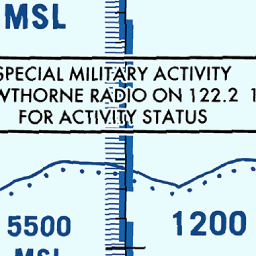 MSL
SPECIAL MILITARY ACTIVITY
WTHORNE RADIO ON 122.2 1
FOR ACTIVITY STATUS
5500 1200
MSL